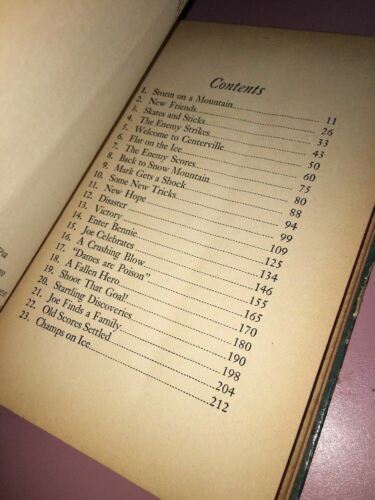 Contents
1. Storm on a Mountain 11
2. New Friends 26
3. Skates and Sticks 33
4. The Enemy Strikes 43
5. Welcome to Centerville 50
6. Flat on the Ice 60
7. The Enemy Scores 75
8. Back to Snow Mountain 80
9. Mark Gets a Shock 88
10. Some New Tricks 94
11. New Hope 99
12. Disaster 109
13. Victory 125
14. Enter Bennie 134
15. Joe Celebrates 146
16. A Crushing Blow 155
17. "Dames are Poison" 165
18. A Fallen Hero 170
19. Shoot That Goal! 180
20. Startling Discoveries 190
21. Joe Finds a Family 198
22. Old Scores Settled 204
23. Champs on Ice 212